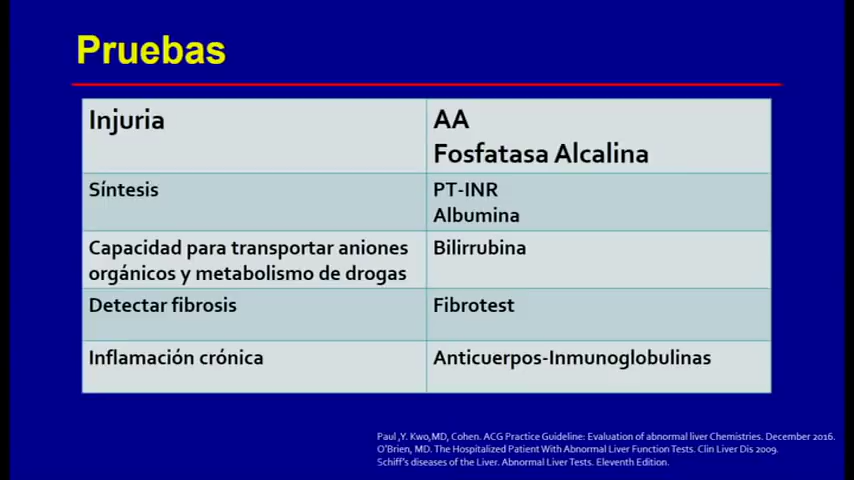 Pruebas
Injuria
AA
Fosfatasa Alcalina
Síntesis
PT-INR
Albumina
Capacidad para transportar aniones
orgánicos y metabolismo de drogas
Bilirrubina
Detectar fibrosis
Fibrotest
Inflamación crónica
Anticuerpos-Inmunoglobulinas
Paul ,Y. Kwo,MD, Cohen. ACG Practice Guideline: Evaluation of abnormal liver Chemistries. December 2016.
O'Brien, MD. The Hospitalized Patient With Abnormal Liver Function Tests. Clin Liver Dis 2009.
Schiff's diseases of the Liver. Abnormal Liver Tests. Eleventh Edition.